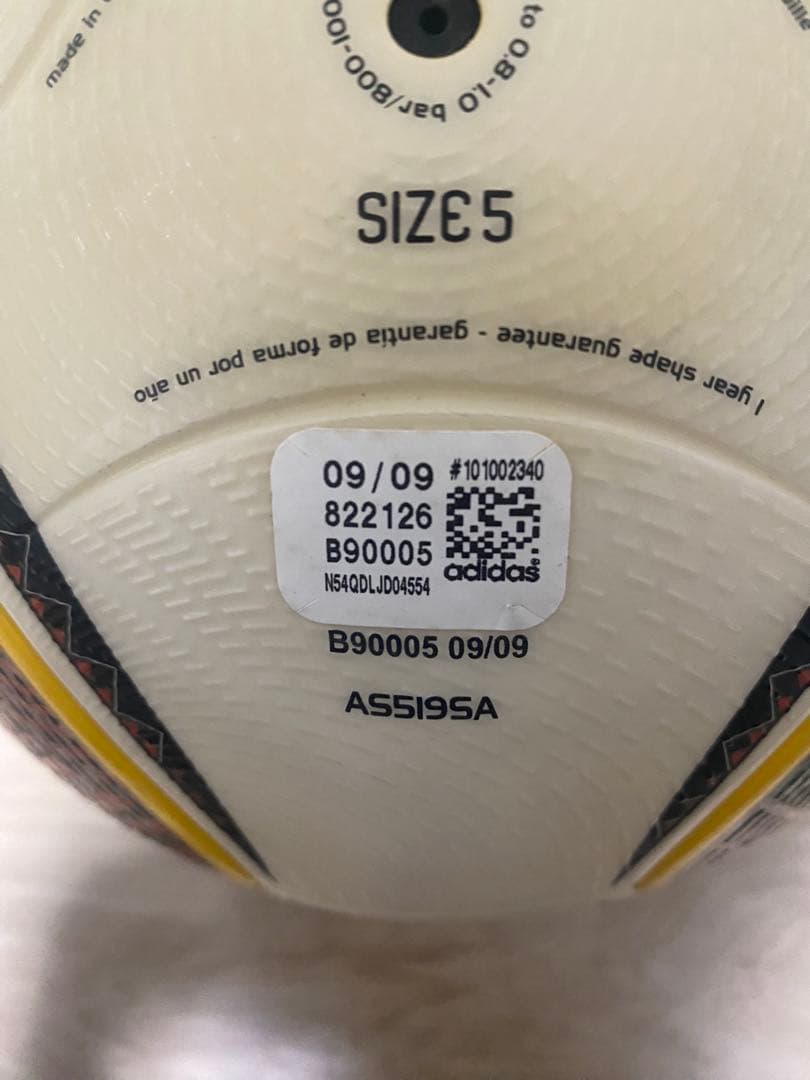 made in
to 0.8-1.0 bar/800-100
SIZE 5
1 year shape guarantee - garantía de forma por un año
09/09 #101002340
822126
B90005
N54QDLJD04554 adidas
B90005 09/09
AS519SA